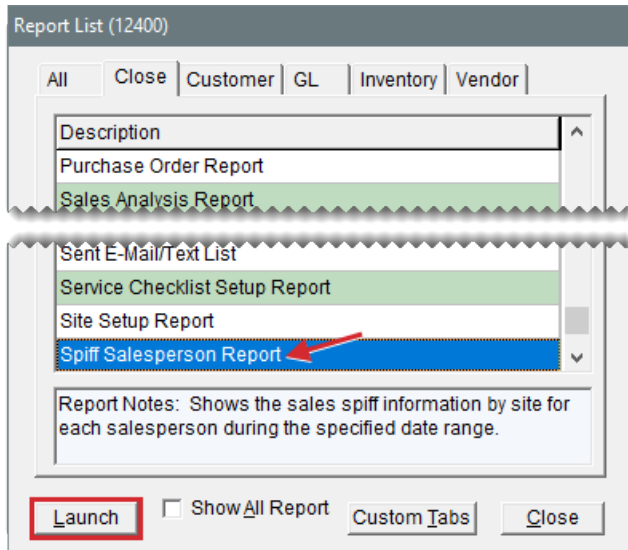 Report List (12400)
All Close Customer GL Inventory Vendor
Description
Purchase Order Report
Sales Analysis Report
Sent E-Mail/Text List
Service Checklist Setup Report
Site Setup Report
Spiff Salesperson Report
Report Notes: Shows the sales spiff information by site for
each salesperson during the specified date range.
Launch Show All Report Custom Tabs Close